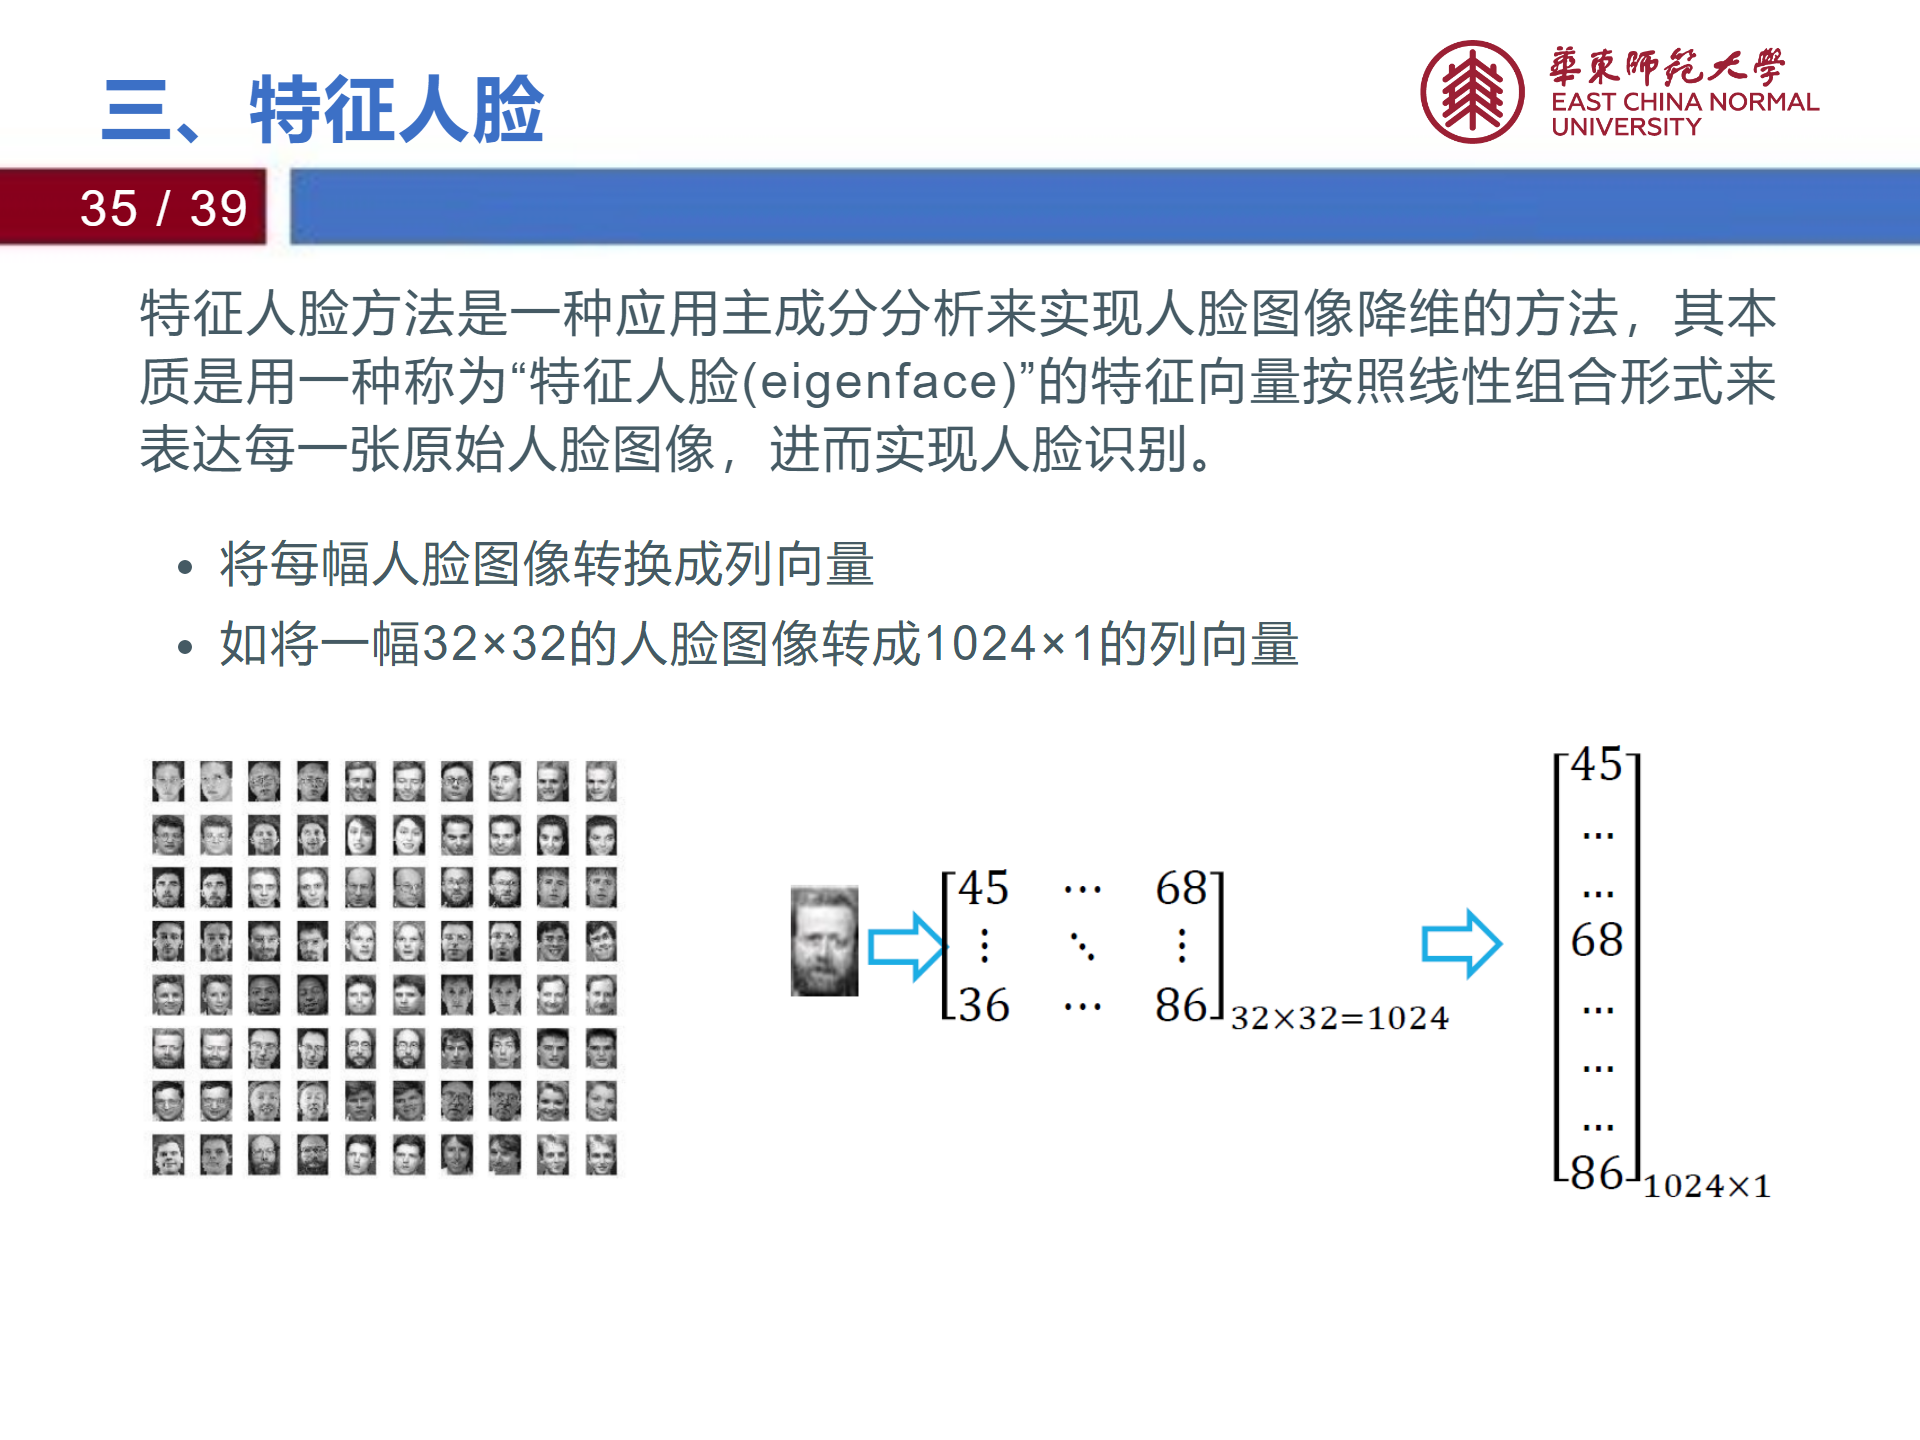 三、特征人脸
華東師範大學
EAST CHINA NORMAL
UNIVERSITY
35 / 39
特征人脸方法是一种应用主成分分析来实现人脸图像降维的方法，其本
质是用一种称为“特征人脸(eigenface)”的特征向量按照线性组合形式来
表达每一张原始人脸图像，进而实现人脸识别。
• 将每幅人脸图像转换成列向量
• 如将一幅32×32的人脸图像转成1024×1的列向量
45 ⋯ 68
⋮ ⋱ ⋮
36 ⋯ 86
32×32=1024
45
...
...
68
...
...
...
86
1024×1